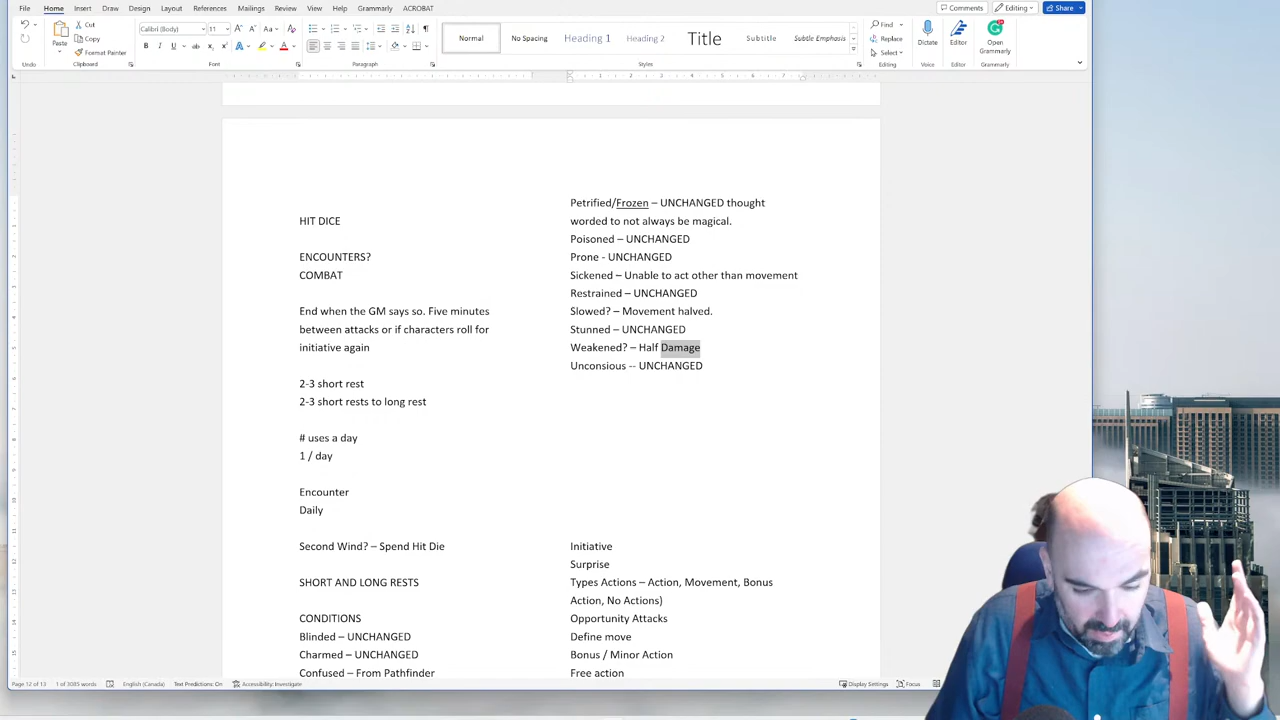 File Home Insert Draw Design Layout References Mailings Review View Help Grammarly ACROBAT
Comments Editing Share
Paste
Cut
Copy
Format Painter
Calibri (Body) 11
Normal No Spacing Heading 1 Heading 2 Title Subtitle Subtle Emphasis
Find
Replace
Select
Dictate
Editor
Open Grammarly
Undo Clipboard Font Paragraph Styles Editing Voice Editor Grammarly
HIT DICE
ENCOUNTERS?
COMBAT
End when the GM says so. Five minutes
between attacks or if characters roll for
initiative again
2-3 short rest
2-3 short rests to long rest
# uses a day
1 / day
Encounter
Daily
Second Wind? – Spend Hit Die
SHORT AND LONG RESTS
CONDITIONS
Blinded – UNCHANGED
Charmed – UNCHANGED
Confused – From Pathfinder
Petrified/Frozen – UNCHANGED thought
worded to not always be magical.
Poisoned – UNCHANGED
Prone - UNCHANGED
Sickened – Unable to act other than movement
Restrained – UNCHANGED
Slowed? – Movement halved.
Stunned – UNCHANGED
Weakened? – Half Damage
Unconsious -- UNCHANGED
Initiative
Surprise
Types Actions – Action, Movement, Bonus
Action, No Actions)
Opportunity Attacks
Define move
Bonus / Minor Action
Free action
Page 12 of 13 1 of 3085 words English (Canada) Text Predictions: On Accessibility: Investigate Display Settings Focus